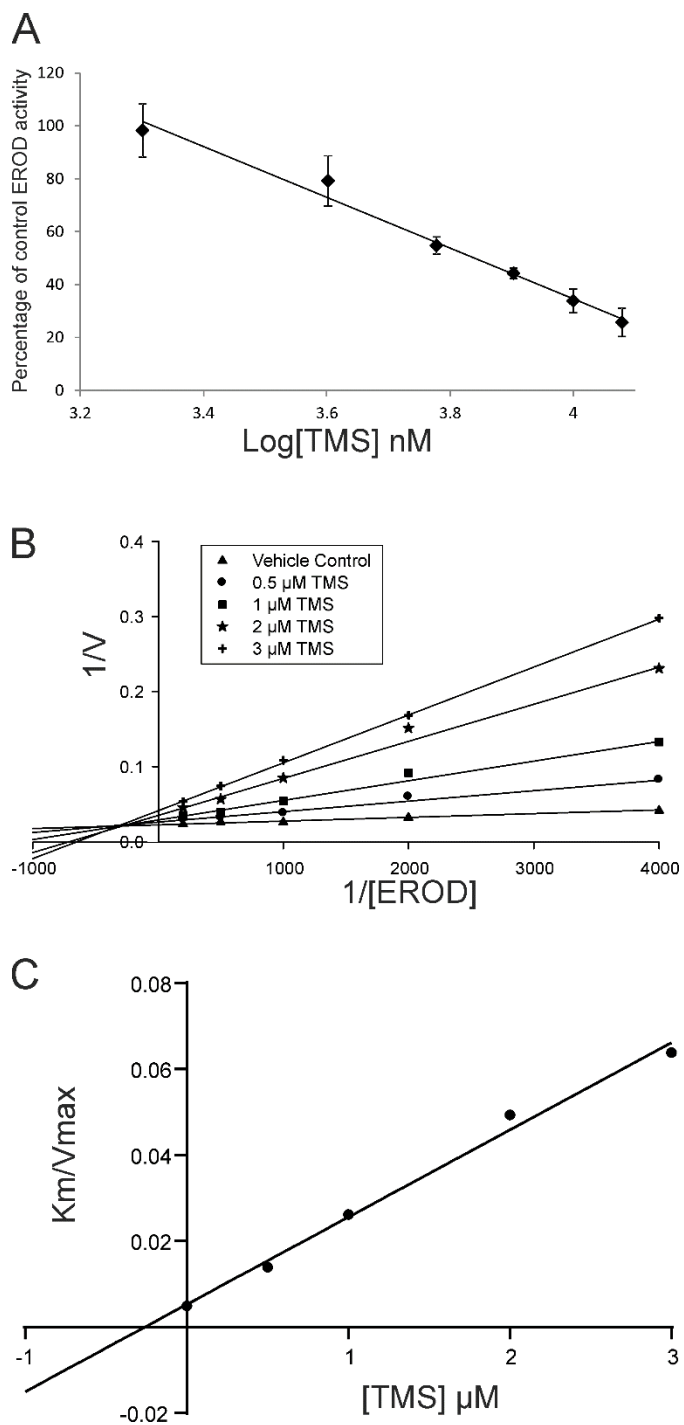 A
Percentage of control EROD activity
120
100
80
60
40
20
0
3.2 3.4 3.6 3.8 4
Log[TMS] nM
B
1/V
0.4
0.3
0.2
0.1
0.0
Vehicle Control
0.5 µM TMS
1 µM TMS
2 µM TMS
3 µM TMS
-1000 1000 2000 3000 4000
1/[EROD]
C
Km/Vmax
0.08
0.06
0.04
0.02
-0.02
-1 1 2 3
[TMS] µM